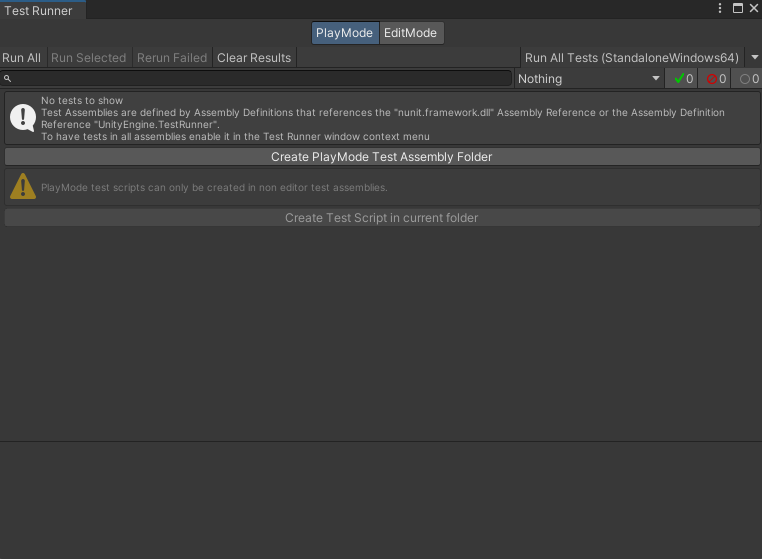 Test Runner
PlayMode EditMode
Run All Run Selected Rerun Failed Clear Results Run All Tests (StandaloneWindows64)
Nothing 0 0 0
No tests to show
Test Assemblies are defined by Assembly Definitions that references the "nunit.framework.dll" Assembly Reference or the Assembly Definition
Reference "UnityEngine.TestRunner".
To have tests in all assemblies enable it in the Test Runner window context menu
Create PlayMode Test Assembly Folder
PlayMode test scripts can only be created in non editor test assemblies.
Create Test Script in current folder